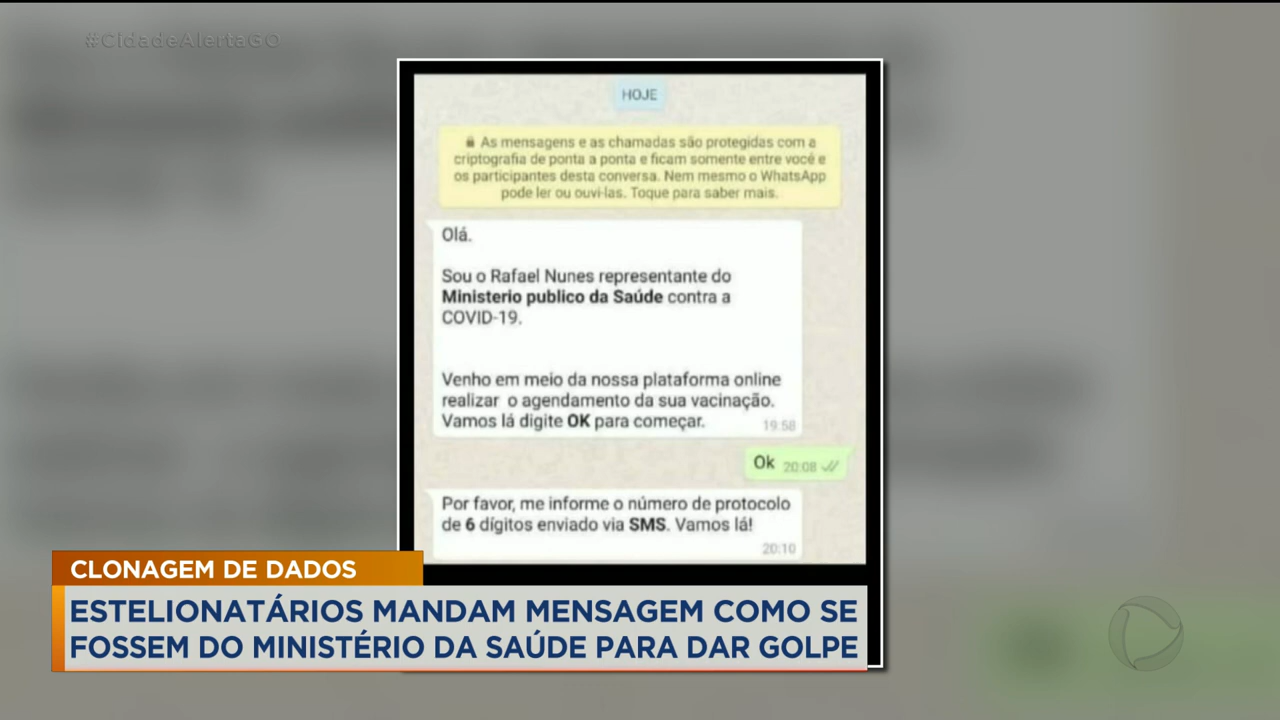 #CidadeAlertaGO
HOJE
As mensagens e as chamadas são protegidas com a
criptografia de ponta a ponta e ficam somente entre você e
os participantes desta conversa. Nem mesmo o WhatsApp
pode ler ou ouvi-las. Toque para saber mais.
Olá.
Sou o Rafael Nunes representante do
Ministerio publico da Saúde contra a
COVID-19.
Venho em meio da nossa plataforma online
realizar o agendamento da sua vacinação.
Vamos lá digite OK para começar.
19:58
Ok 20:08
Por favor, me informe o número de protocolo
de 6 dígitos enviado via SMS. Vamos lá!
20:10
CLONAGEM DE DADOS
ESTELIONATÁRIOS MANDAM MENSAGEM COMO SE
FOSSEM DO MINISTÉRIO DA SAÚDE PARA DAR GOLPE